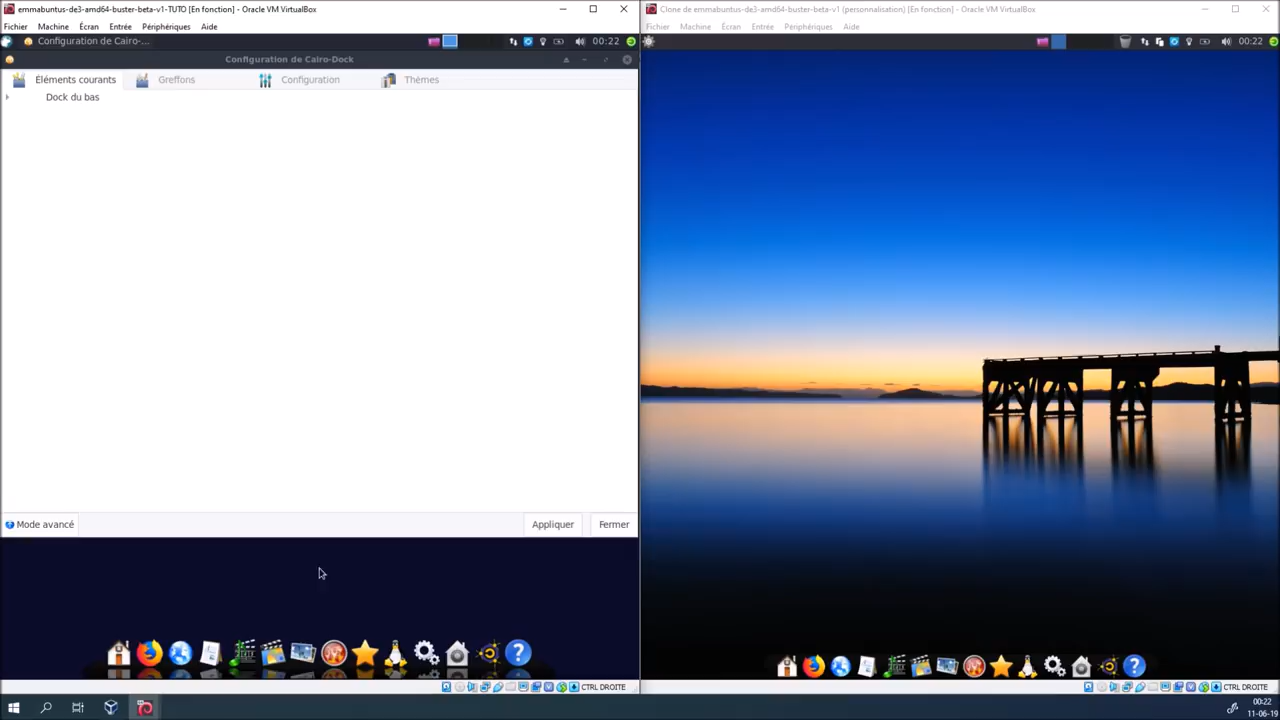 emmabuntus-de3-amd64-buster-beta-v1-TUTO [En fonction] - Oracle VM VirtualBox
Fichier Machine Écran Entrée Périphériques Aide
Configuration de Cairo-... 00:22
Configuration de Cairo-Dock
Éléments courants Greffons Configuration Thèmes
Dock du bas
Mode avancé Appliquer Fermer
CTRL DROITE
Clone de emmabuntus-de3-amd64-buster-beta-v1 (personnalisation) [En fonction] - Oracle VM VirtualBox
Fichier Machine Écran Entrée Périphériques Aide
00:22
CTRL DROITE
00:22
11-06-19